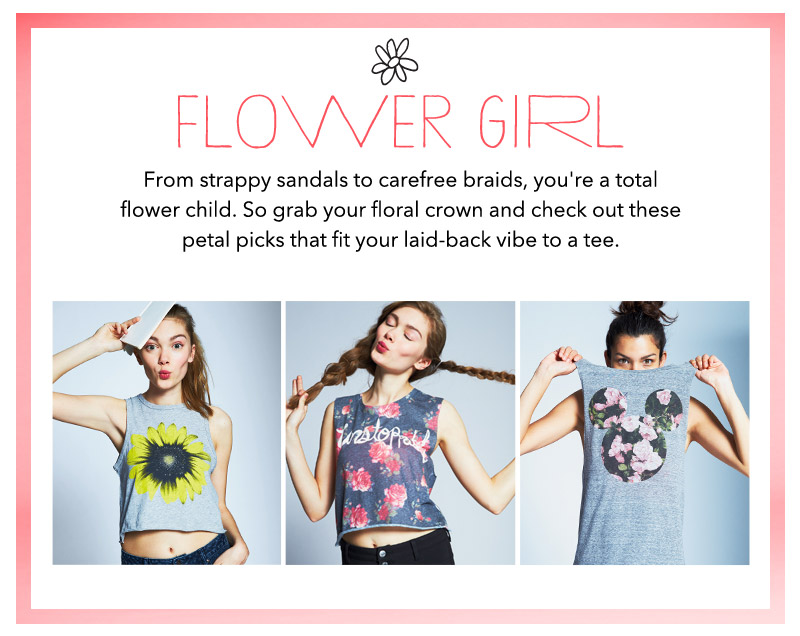 FLOWER GIRL
From strappy sandals to carefree braids, you're a total
flower child. So grab your floral crown and check out these
petal picks that fit your laid-back vibe to a tee.